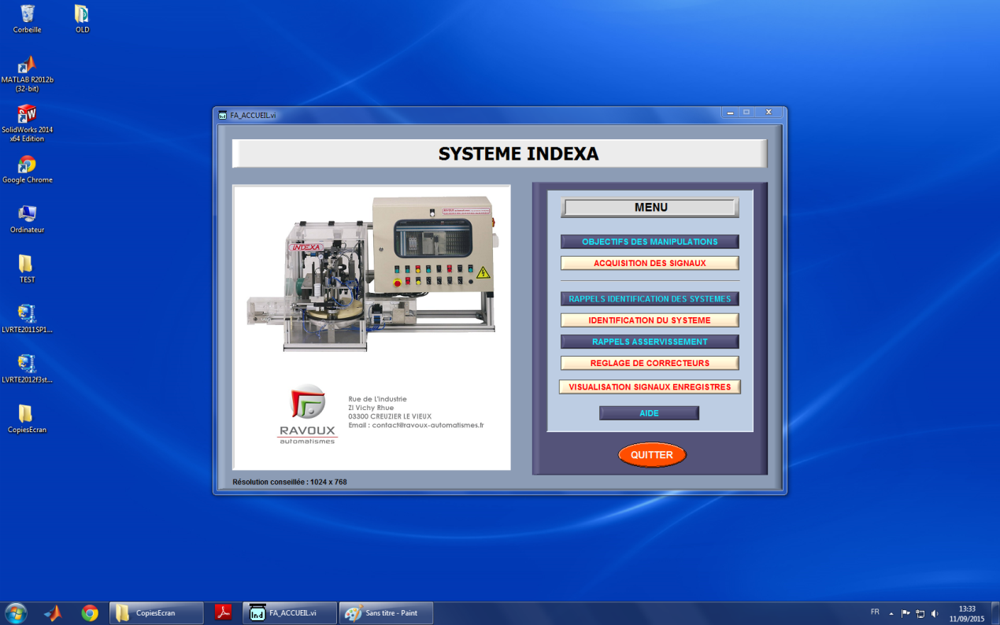 Corbeille
OLD
MATLAB R2012b
(32-bit)
SolidWorks 2014
x64 Edition
Google Chrome
Ordinateur
TEST
LVRTE2011SP1...
LVRTE2012f3st...
CopiesEcran
FA_ACCUEIL.vi
SYSTEME INDEXA
INDEXA
RAVOUX
automatismes
Rue de L'industrie
ZI Vichy Rhue
03300 CREUZIER LE VIEUX
Email : contact@ravoux-automatismes.fr
Résolution conseillée : 1024 x 768
MENU
OBJECTIFS DES MANIPULATIONS
ACQUISITION DES SIGNAUX
RAPPELS IDENTIFICATION DES SYSTEMES
IDENTIFICATION DU SYSTEME
RAPPELS ASSERVISSEMENT
REGLAGE DE CORRECTEURS
VISUALISATION SIGNAUX ENREGISTRES
AIDE
QUITTER
CopiesEcran
Ind
FA_ACCUEIL.vi
Sans titre - Paint
FR
13:33
11/09/2015